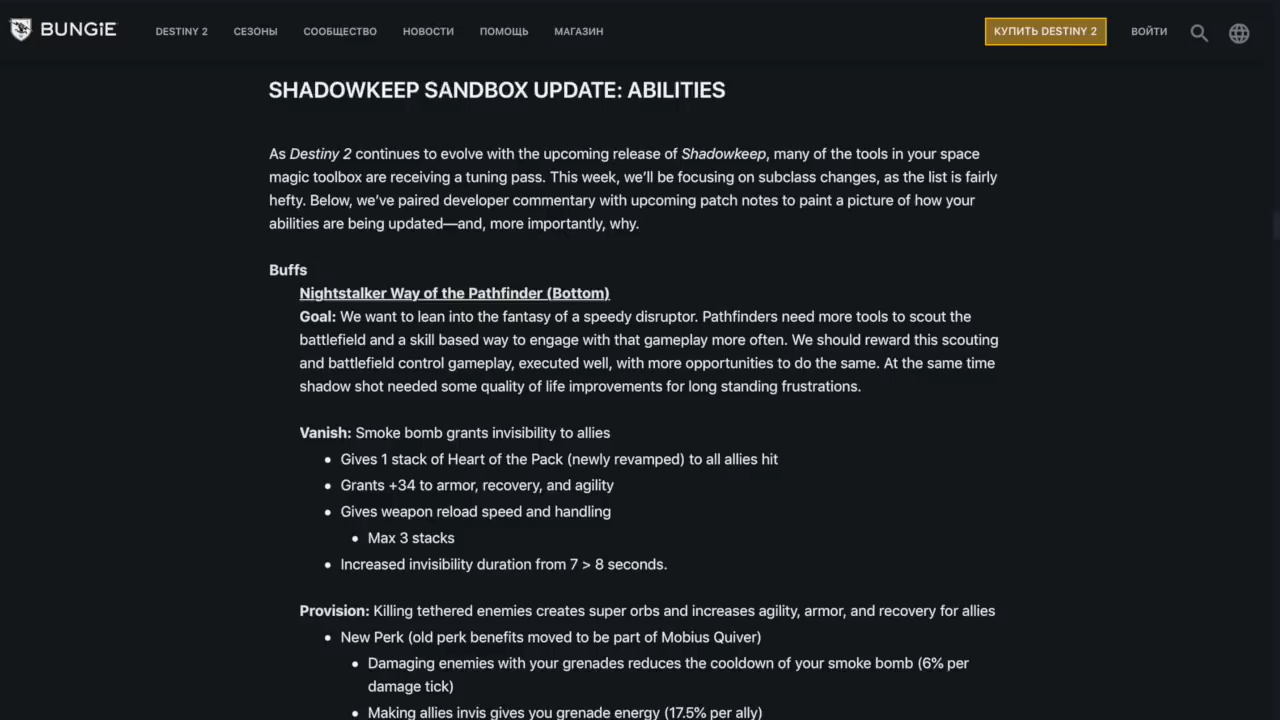 BUNGiE
DESTINY 2
СЕЗОНЫ
СООБЩЕСТВО
НОВОСТИ
ПОМОЩЬ
МАГАЗИН
КУПИТЬ DESTINY 2
ВОЙТИ
SHADOWKEEP SANDBOX UPDATE: ABILITIES
As Destiny 2 continues to evolve with the upcoming release of Shadowkeep, many of the tools in your space
magic toolbox are receiving a tuning pass. This week, we’ll be focusing on subclass changes, as the list is fairly
hefty. Below, we’ve paired developer commentary with upcoming patch notes to paint a picture of how your
abilities are being updated—and, more importantly, why.
Buffs
Nightstalker Way of the Pathfinder (Bottom)
Goal: We want to lean into the fantasy of a speedy disruptor. Pathfinders need more tools to scout the
battlefield and a skill based way to engage with that gameplay more often. We should reward this scouting
and battlefield control gameplay, executed well, with more opportunities to do the same. At the same time
shadow shot needed some quality of life improvements for long standing frustrations.
Vanish: Smoke bomb grants invisibility to allies
• Gives 1 stack of Heart of the Pack (newly revamped) to all allies hit
• Grants +34 to armor, recovery, and agility
• Gives weapon reload speed and handling
• Max 3 stacks
• Increased invisibility duration from 7 > 8 seconds.
Provision: Killing tethered enemies creates super orbs and increases agility, armor, and recovery for allies
• New Perk (old perk benefits moved to be part of Mobius Quiver)
• Damaging enemies with your grenades reduces the cooldown of your smoke bomb (6% per
damage tick)
• Making allies invis gives you grenade energy (17.5% per ally)